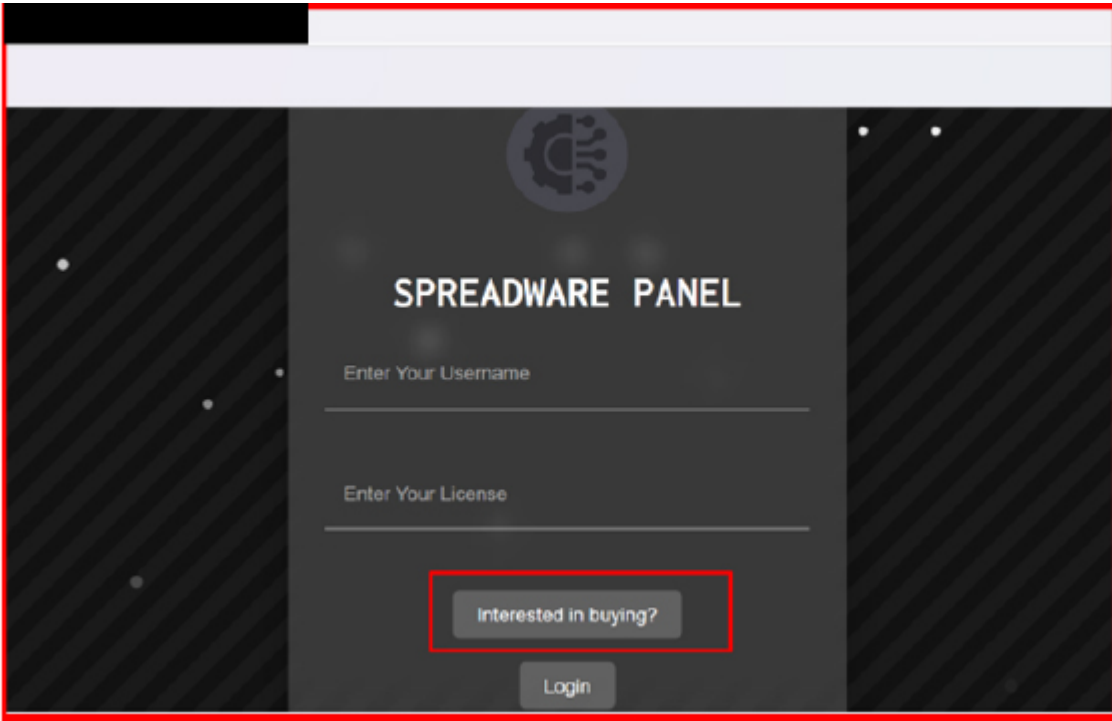 SPREADWARE PANEL
Enter Your Username
Enter Your License
Interested in buying?
Login